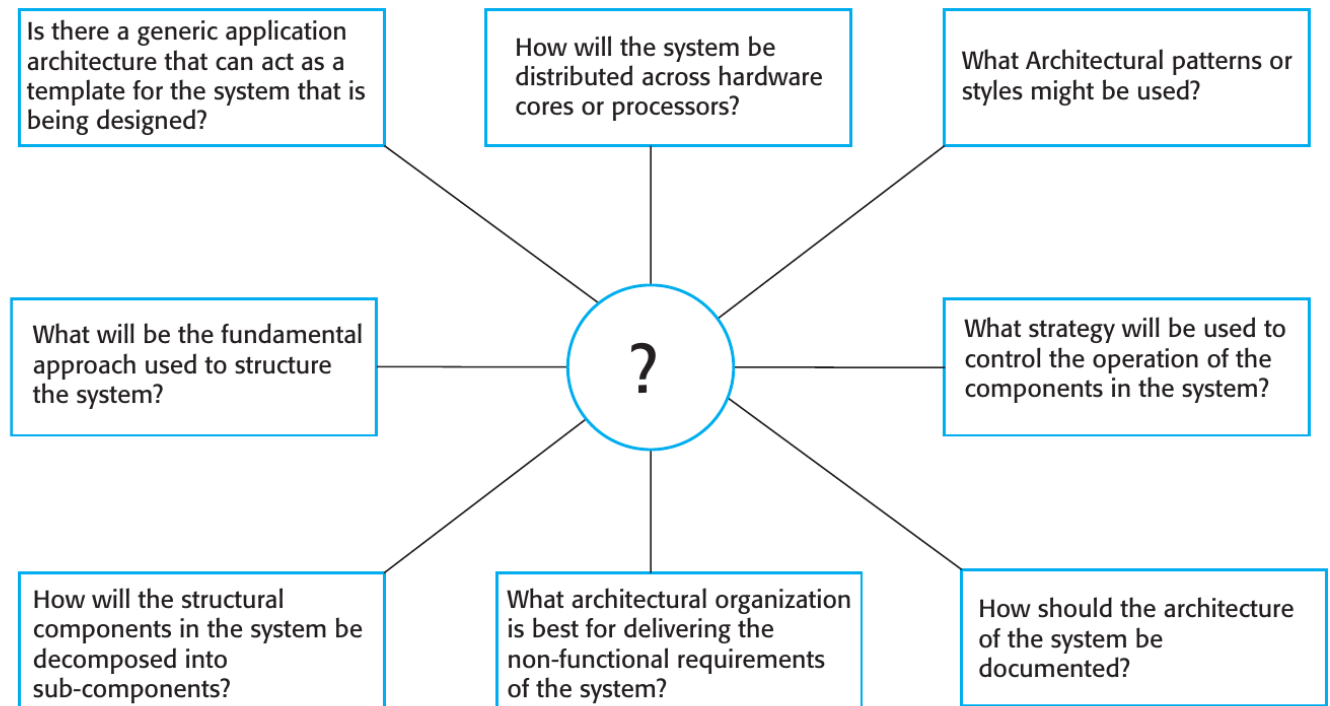 Is there a generic application
architecture that can act as a
template for the system that is
being designed?
How will the system be
distributed across hardware
cores or processors?
What Architectural patterns or
styles might be used?
What will be the fundamental
approach used to structure
the system?
?
What strategy will be used to
control the operation of the
components in the system?
How will the structural
components in the system be
decomposed into
sub-components?
What architectural organization
is best for delivering the
non-functional requirements
of the system?
How should the architecture
of the system be
documented?